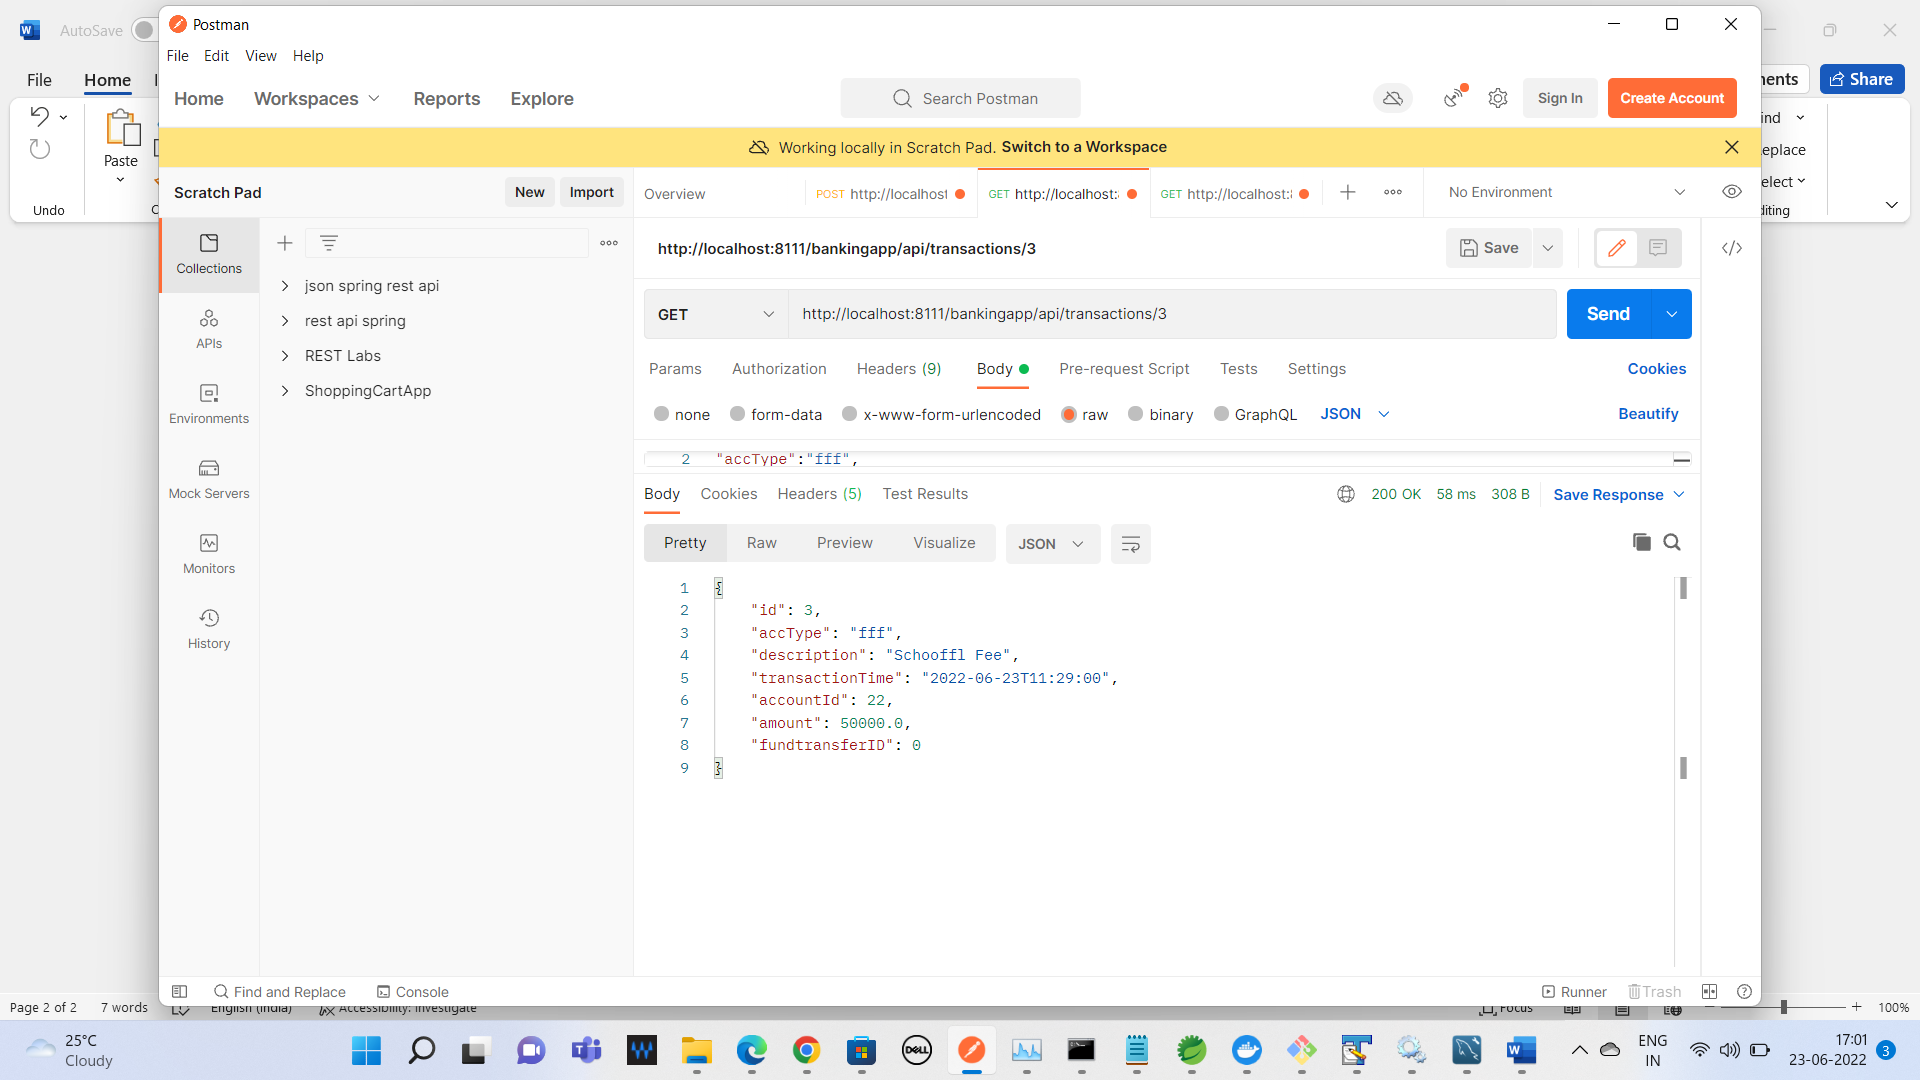 AutoSave
File
Home
Undo
Paste
Postman
File Edit View Help
Home Workspaces Reports Explore
Search Postman
Sign In
Create Account
Share
Working locally in Scratch Pad. Switch to a Workspace
Scratch Pad
New
Import
Overview
POST http://localhost
GET http://localhost:
GET http://localhost:
No Environment
Collections
APIs
Environments
Mock Servers
Monitors
History
json spring rest api
rest api spring
REST Labs
ShoppingCartApp
http://localhost:8111/bankingapp/api/transactions/3
Save
GET
http://localhost:8111/bankingapp/api/transactions/3
Send
Params Authorization Headers (9) Body Pre-request Script Tests Settings
Cookies
none form-data x-www-form-urlencoded raw binary GraphQL JSON
Beautify
2 "accType":"fff",
Body Cookies Headers (5) Test Results
200 OK 58 ms 308 B Save Response
Pretty Raw Preview Visualize JSON
1 {
2 "id": 3,
3 "accType": "fff",
4 "description": "Schooffl Fee",
5 "transactionTime": "2022-06-23T11:29:00",
6 "accountId": 22,
7 "amount": 50000.0,
8 "fundtransferID": 0
9 }
Find and Replace Console
Runner Trash
Page 2 of 2 7 words English (India) Accessibility: Investigate
Focus
100%
25°C
Cloudy
DELL
ENG
IN
17:01
23-06-2022
3